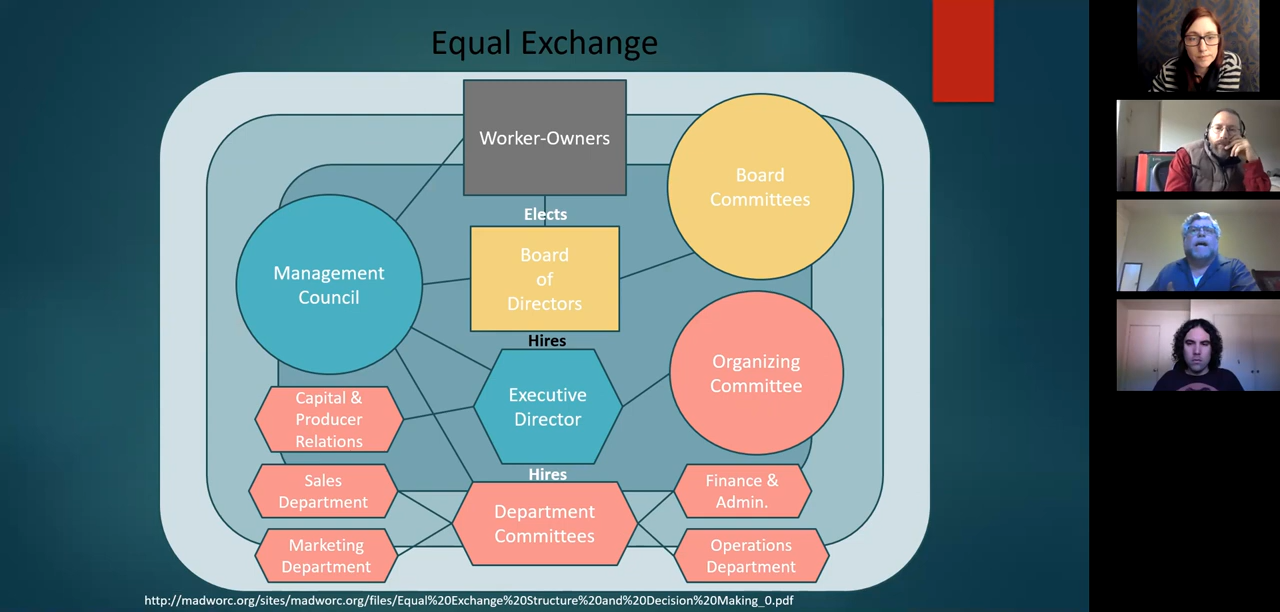 Equal Exchange
Worker-Owners
Board
Committees
Elects
Board
of
Directors
Management
Council
Hires
Organizing
Committee
Executive
Director
Capital &
Producer
Relations
Hires
Sales
Department
Finance &
Admin.
Department
Committees
Marketing
Department
Operations
Department
http://madworc.org/sites/madworc.org/files/Equal%20Exchange%20Structure%20and%20Decision%20Making_0.pdf